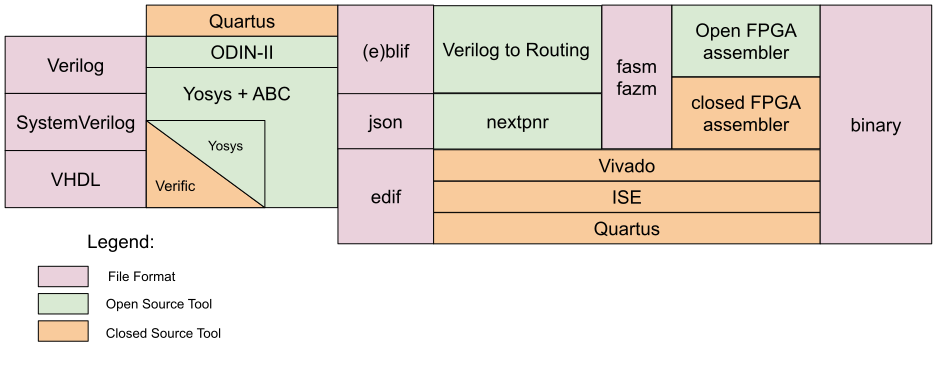 Quartus
ODIN-II
Yosys + ABC
Verilog
SystemVerilog
VHDL
Yosys
Verific
(e)blif
json
edif
Verilog to Routing
nextpnr
fasm
fazm
Open FPGA
assembler
closed FPGA
assembler
Vivado
ISE
Quartus
binary
Legend:
File Format
Open Source Tool
Closed Source Tool